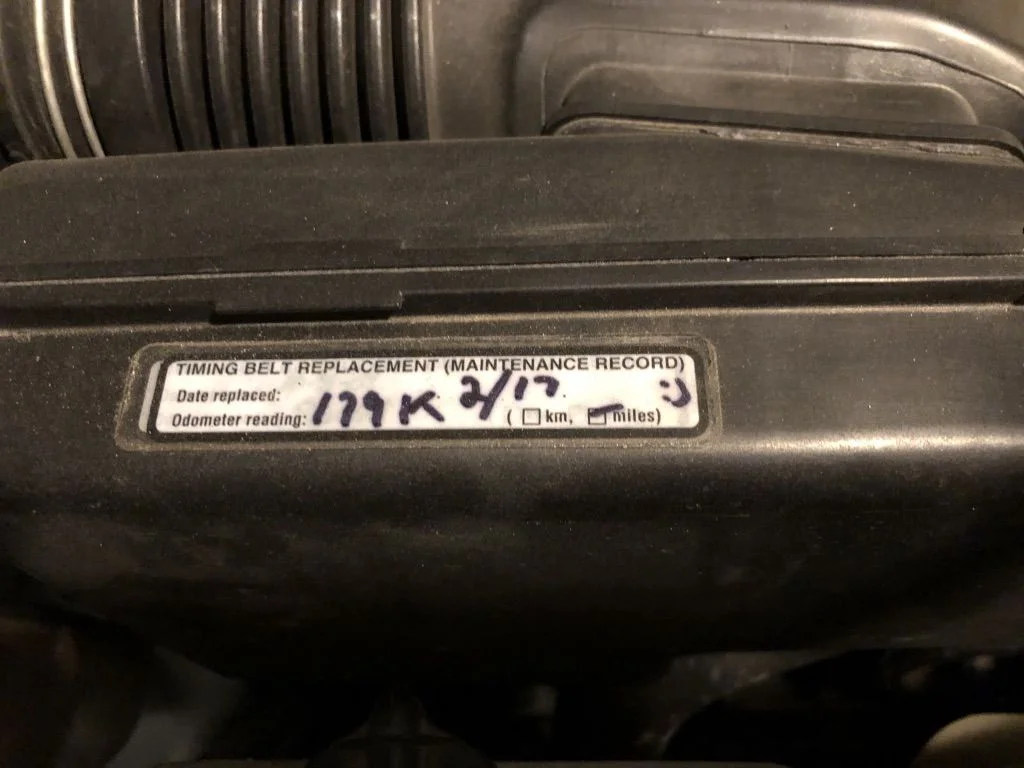 TIMING BELT REPLACEMENT (MAINTENANCE RECORD)
Date replaced: 2/17 :)
Odometer reading: 179K (☐ km, ☑ miles)